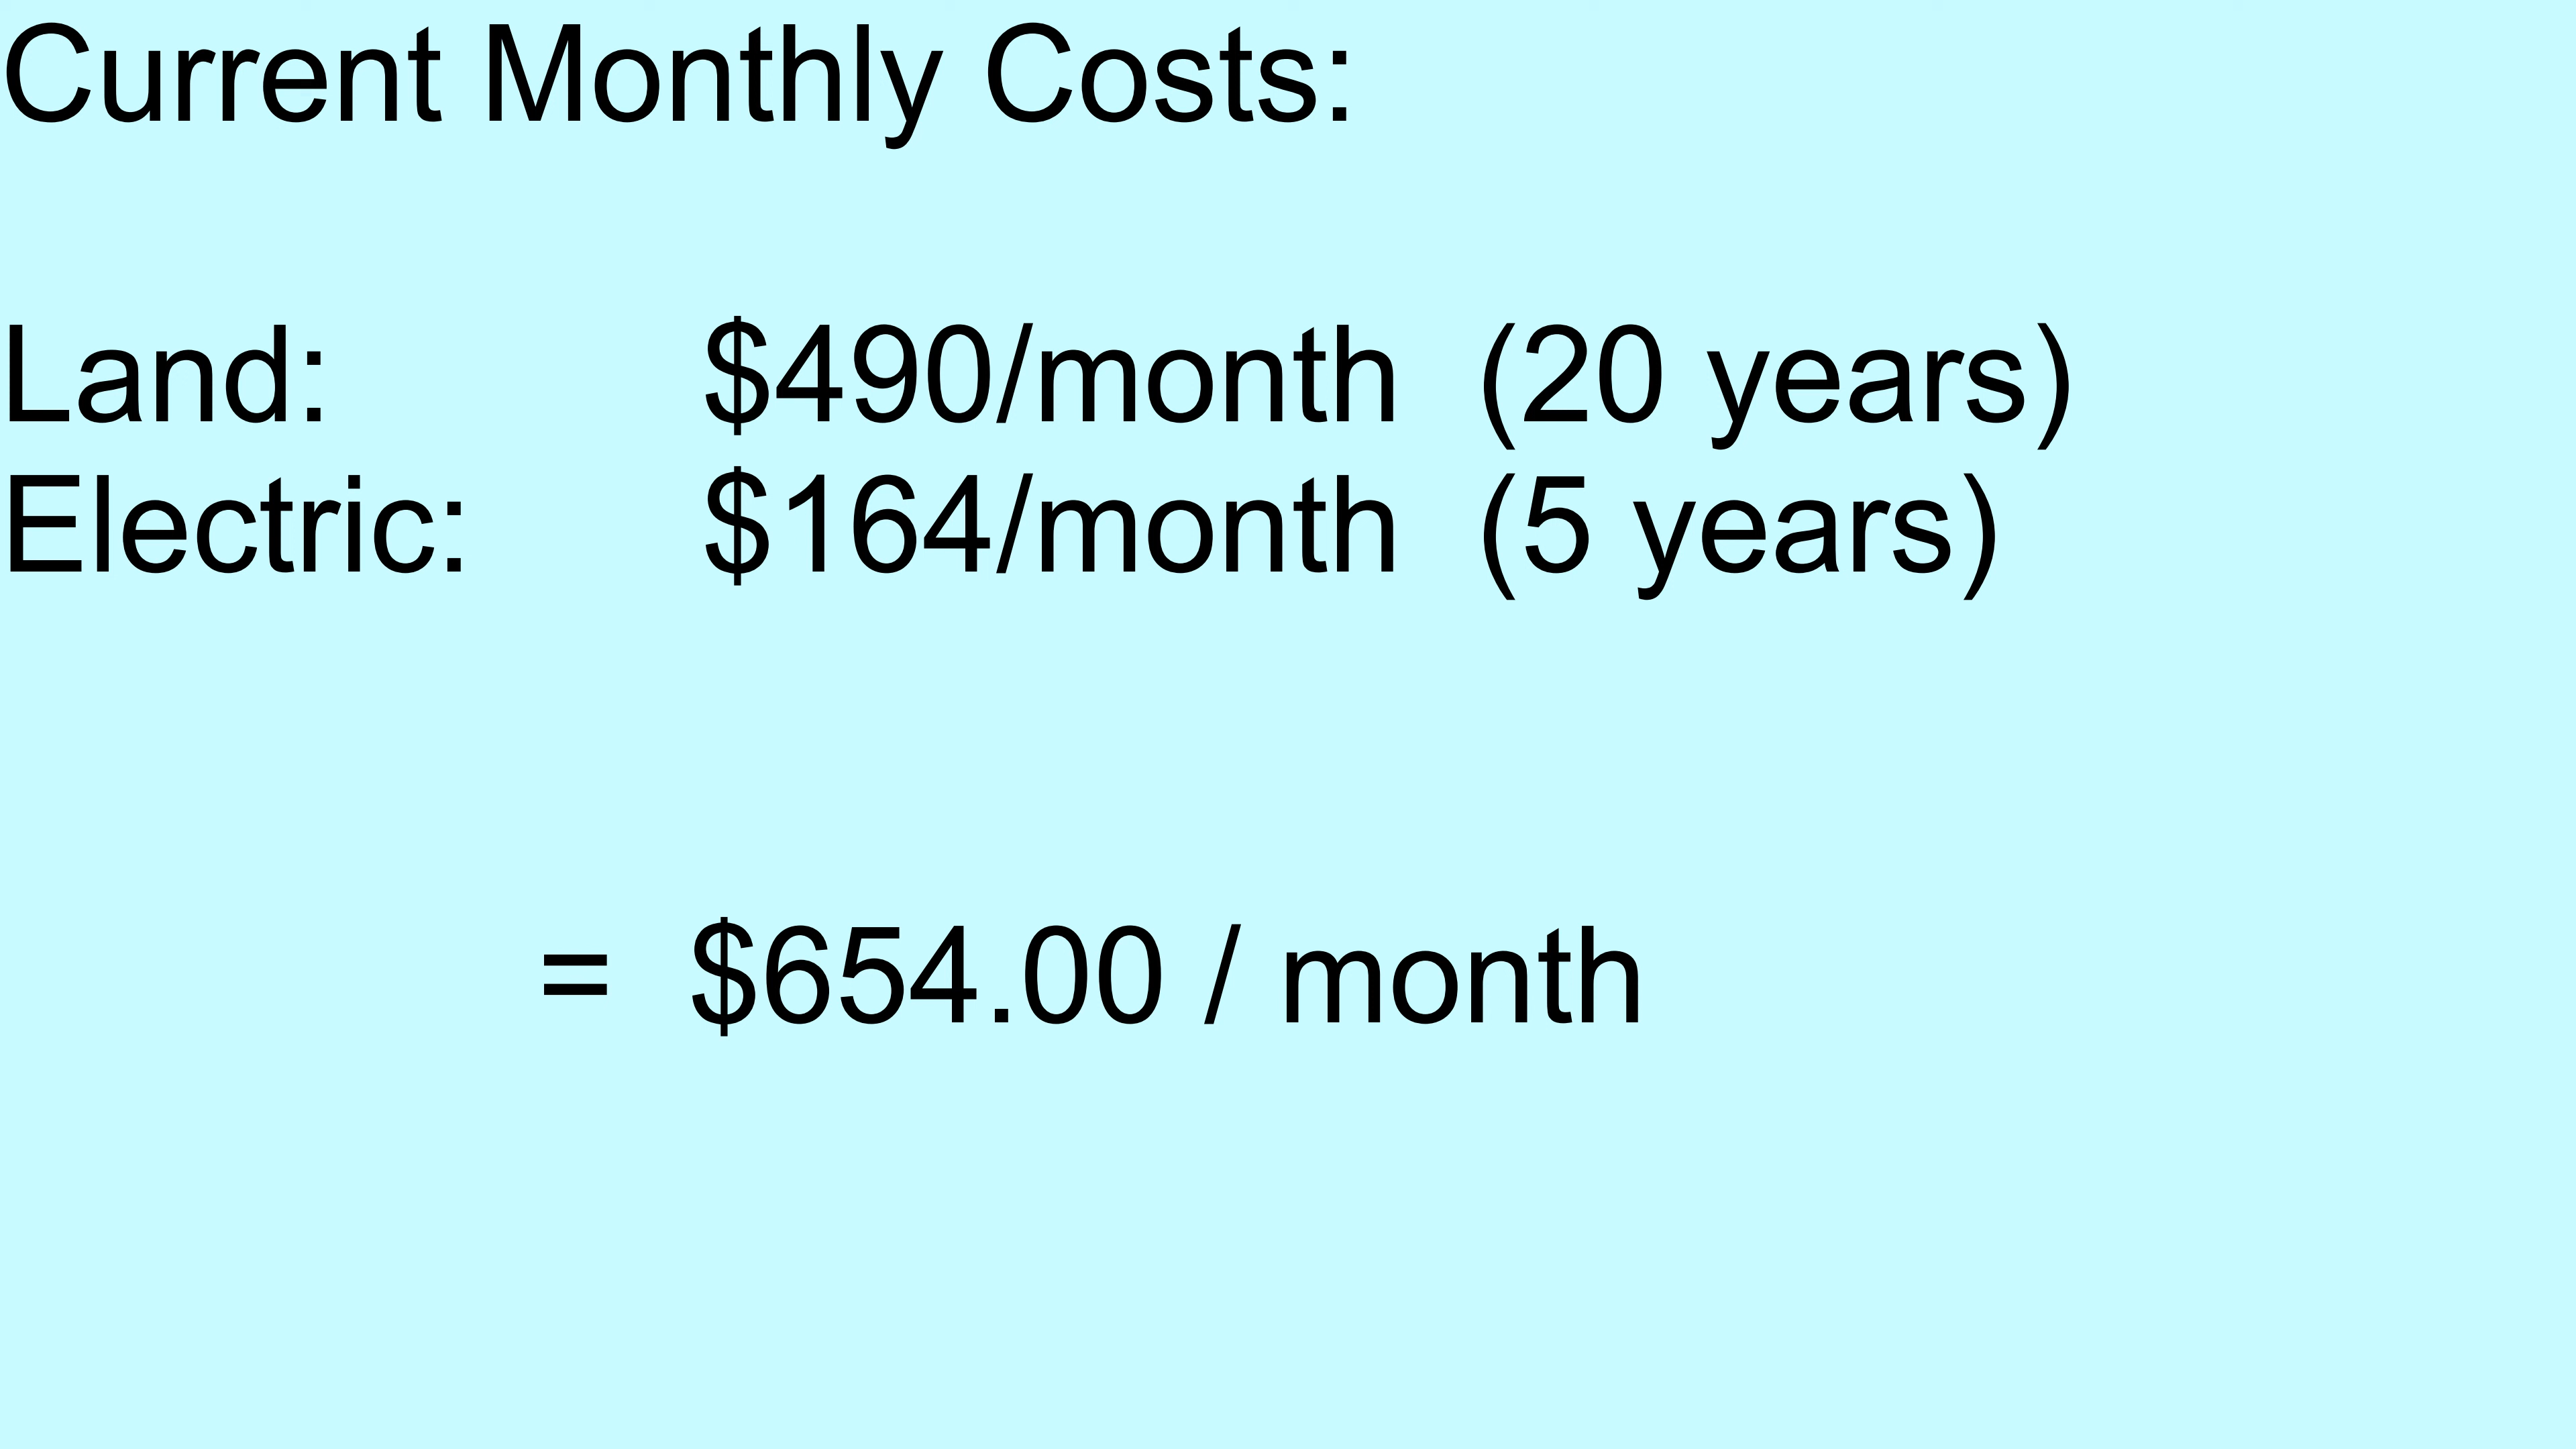 Current Monthly Costs:
Land: $490/month (20 years)
Electric: $164/month (5 years)
= $654.00 / month